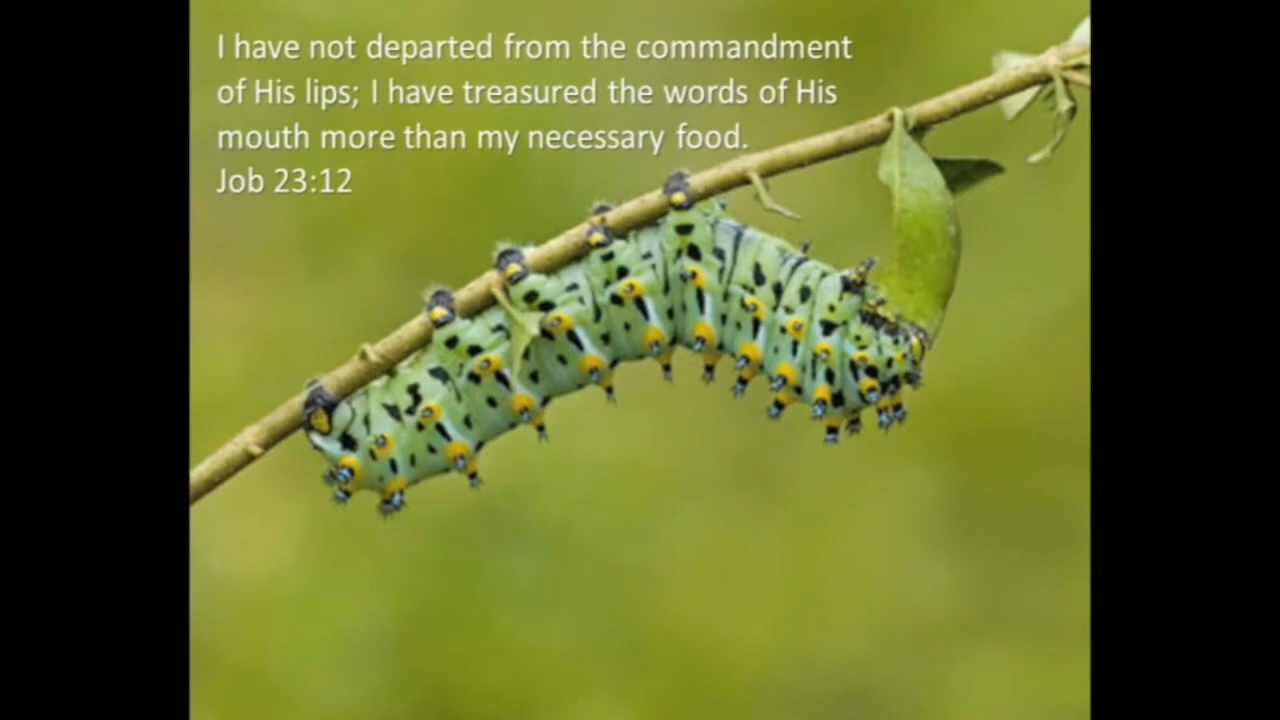 I have not departed from the commandment
of His lips; I have treasured the words of His
mouth more than my necessary food.
Job 23:12